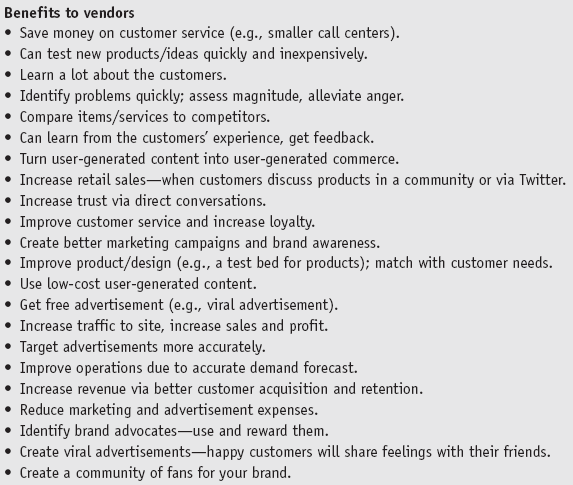 Benefits to vendors
• Save money on customer service (e.g., smaller call centers).
• Can test new products/ideas quickly and inexpensively.
• Learn a lot about the customers.
• Identify problems quickly; assess magnitude, alleviate anger.
• Compare items/services to competitors.
• Can learn from the customers' experience, get feedback.
• Turn user-generated content into user-generated commerce.
• Increase retail sales—when customers discuss products in a community or via Twitter.
• Increase trust via direct conversations.
• Improve customer service and increase loyalty.
• Create better marketing campaigns and brand awareness.
• Improve product/design (e.g., a test bed for products); match with customer needs.
• Use low-cost user-generated content.
• Get free advertisement (e.g., viral advertisement).
• Increase traffic to site, increase sales and profit.
• Target advertisements more accurately.
• Improve operations due to accurate demand forecast.
• Increase revenue via better customer acquisition and retention.
• Reduce marketing and advertisement expenses.
• Identify brand advocates—use and reward them.
• Create viral advertisements—happy customers will share feelings with their friends.
• Create a community of fans for your brand.